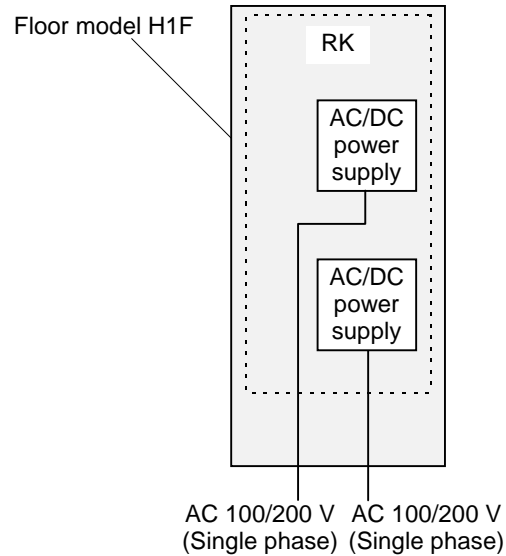 Floor model H1F
RK
AC/DC
power
supply
AC/DC
power
supply
AC 100/200 V
(Single phase)
AC 100/200 V
(Single phase)